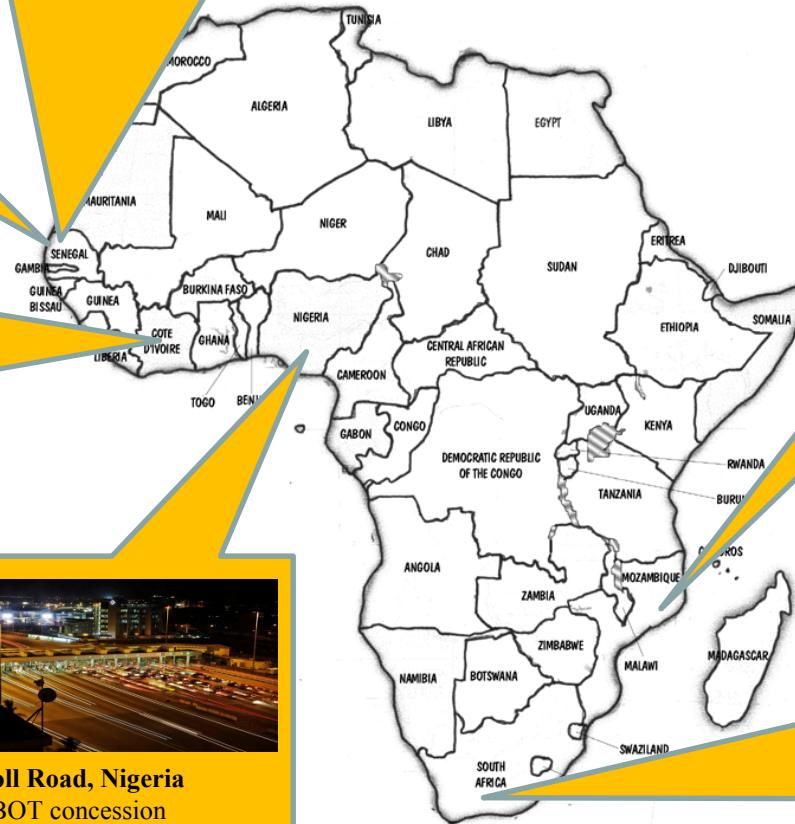 TUNISIA
MOROCCO
ALGERIA
LIBYA
EGYPT
MAURITANIA
MALI
NIGER
CHAD
SUDAN
ERITREA
DJIBOUTI
SENEGAL
GAMBIA
GUINEA
BISSAU
GUINEA
BURKINA FASO
NIGERIA
ETHIOPIA
SOMALIA
COTE
D'IVOIRE
GHANA
LIBERIA
CENTRAL AFRICAN
REPUBLIC
CAMEROON
TOGO
UGANDA
KENYA
GABON
CONGO
DEMOCRATIC REPUBLIC
OF THE CONGO
RWANDA
TANZANIA
ANGOLA
MOZAMBIQUE
ZAMBIA
ZIMBABWE
MALAWI
MADAGASCAR
NAMIBIA
BOTSWANA
SWAZILAND
SOUTH
AFRICA
Road, Nigeria
BOT concession